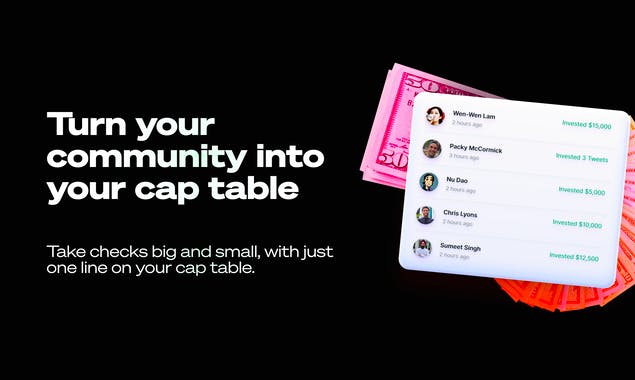 Turn your
community into
your cap table
Take checks big and small, with just
one line on your cap table.
50
50
Wen-Wen Lam
2 hours ago
Invested $15,000
Packy McCormick
3 hours ago
Invested 3 Tweets
Nu Dao
2 hours ago
Invested $5,000
Chris Lyons
2 hours ago
Invested $10,000
Sumeet Singh
2 hours ago
Invested $12,500